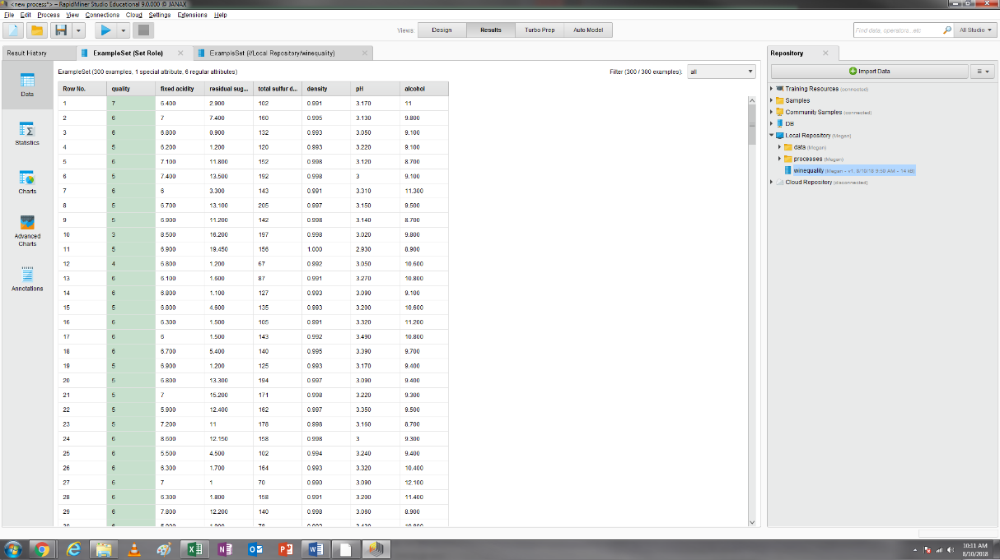 <new process*> – RapidMiner Studio Educational 9.0.000 @ JANAX
File Edit Process View Connections Cloud Settings Extensions Help
Views: Design Results Turbo Prep Auto Model Find data, operators...etc All Studio ▼
Result History ExampleSet (Set Role) ExampleSet (//Local Repository/winequality)
Repository
Data
Statistics
Charts
Advanced
Charts
Annotations
ExampleSet (300 examples, 1 special attribute, 6 regular attributes) Filter (300 / 300 examples): all
Row No. quality fixed acidity residual sug... total sulfur d... density pH alcohol
1 7 6.400 2.900 102 0.991 3.170 11
2 6 7 7.400 160 0.995 3.130 9.800
3 6 6.800 0.900 132 0.993 3.050 9.100
4 5 6.200 1.200 120 0.993 3.220 9.100
5 6 7.100 11.800 152 0.998 3.120 8.700
6 5 7.400 13.500 192 0.998 3 9.100
7 6 6 3.300 143 0.991 3.310 11.300
8 5 6.700 13.100 205 0.997 3.150 9.500
9 5 6.900 11.200 142 0.998 3.140 8.700
10 3 8.500 16.200 197 0.998 3.020 9.800
11 5 6.900 19.450 156 1.000 2.930 8.900
12 4 6.800 1.200 67 0.992 3.050 10.600
13 6 6.100 1.600 87 0.991 3.270 10.800
14 6 6.800 1.100 127 0.993 3.090 9.100
15 5 6.800 4.600 135 0.993 3.200 10.600
16 6 6.300 1.500 105 0.991 3.320 11.200
17 6 6 1.500 143 0.992 3.490 10.800
18 6 6.700 5.400 140 0.995 3.390 9.700
19 5 6.900 1.200 125 0.993 3.170 9.400
20 5 6.800 13.300 194 0.997 3.090 9.400
21 5 7 15.200 171 0.998 3.220 9.300
22 5 5.900 12.400 162 0.997 3.350 9.500
23 5 7.200 11 178 0.998 3.160 8.700
24 6 8.600 12.150 158 0.998 3 9.300
25 6 5.500 4.500 102 0.994 3.240 9.400
26 6 6.300 1.700 164 0.993 3.320 10.400
27 6 7 1 70 0.990 3.090 12.100
28 6 6.300 1.800 158 0.991 3.200 11.400
29 6 7.800 12.200 140 0.998 3.060 8.900
Import Data
Training Resources (connected)
Samples
Community Samples (connected)
DB
Local Repository (Megan)
data (Megan)
processes (Megan)
winequality (Megan – v1, 8/10/18 9:50 AM – 14 kB)
Cloud Repository (disconnected)
10:11 AM
8/10/2018